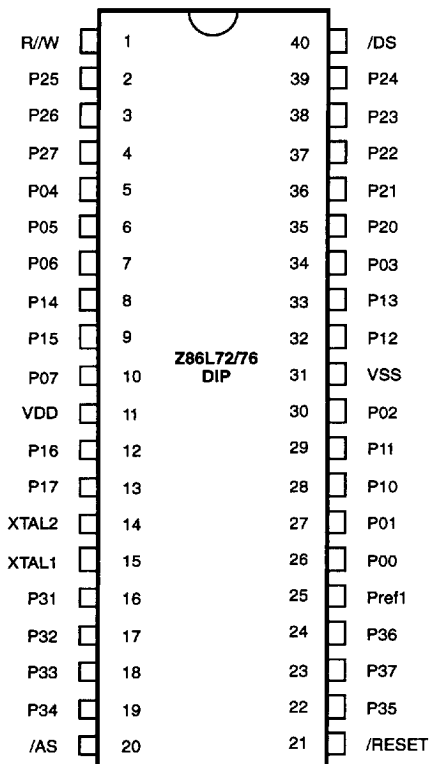 R//W 1 40 /DS
P25 2 39 P24
P26 3 38 P23
P27 4 37 P22
P04 5 36 P21
P05 6 35 P20
P06 7 34 P03
P14 8 33 P13
P15 9 32 P12
Z86L72/76
DIP
P07 10 31 VSS
VDD 11 30 P02
P16 12 29 P11
P17 13 28 P10
XTAL2 14 27 P01
XTAL1 15 26 P00
P31 16 25 Pref1
P32 17 24 P36
P33 18 23 P37
P34 19 22 P35
/AS 20 21 /RESET